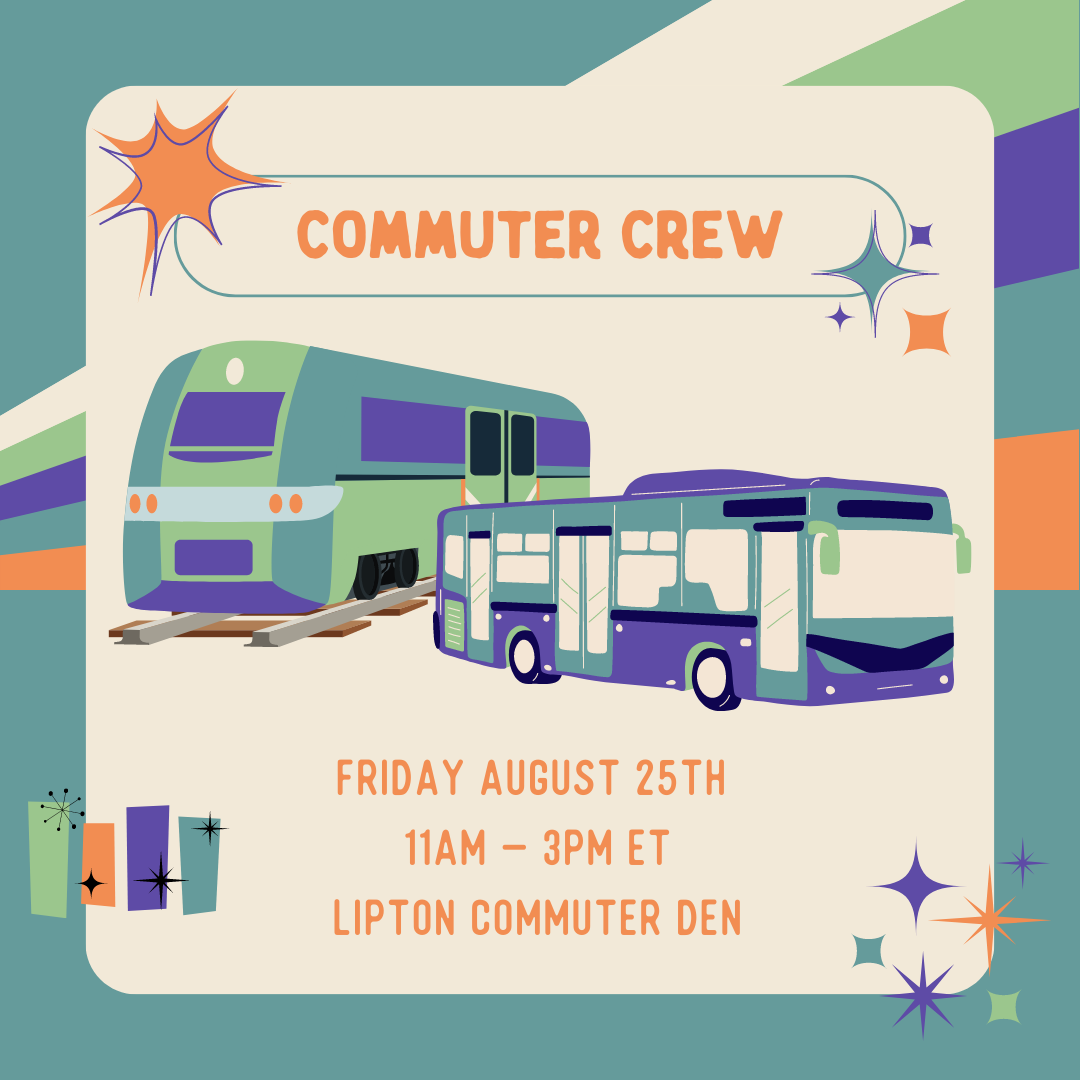 COMMUTER CREW
FRIDAY AUGUST 25TH
11AM – 3PM ET
LIPTON COMMUTER DEN